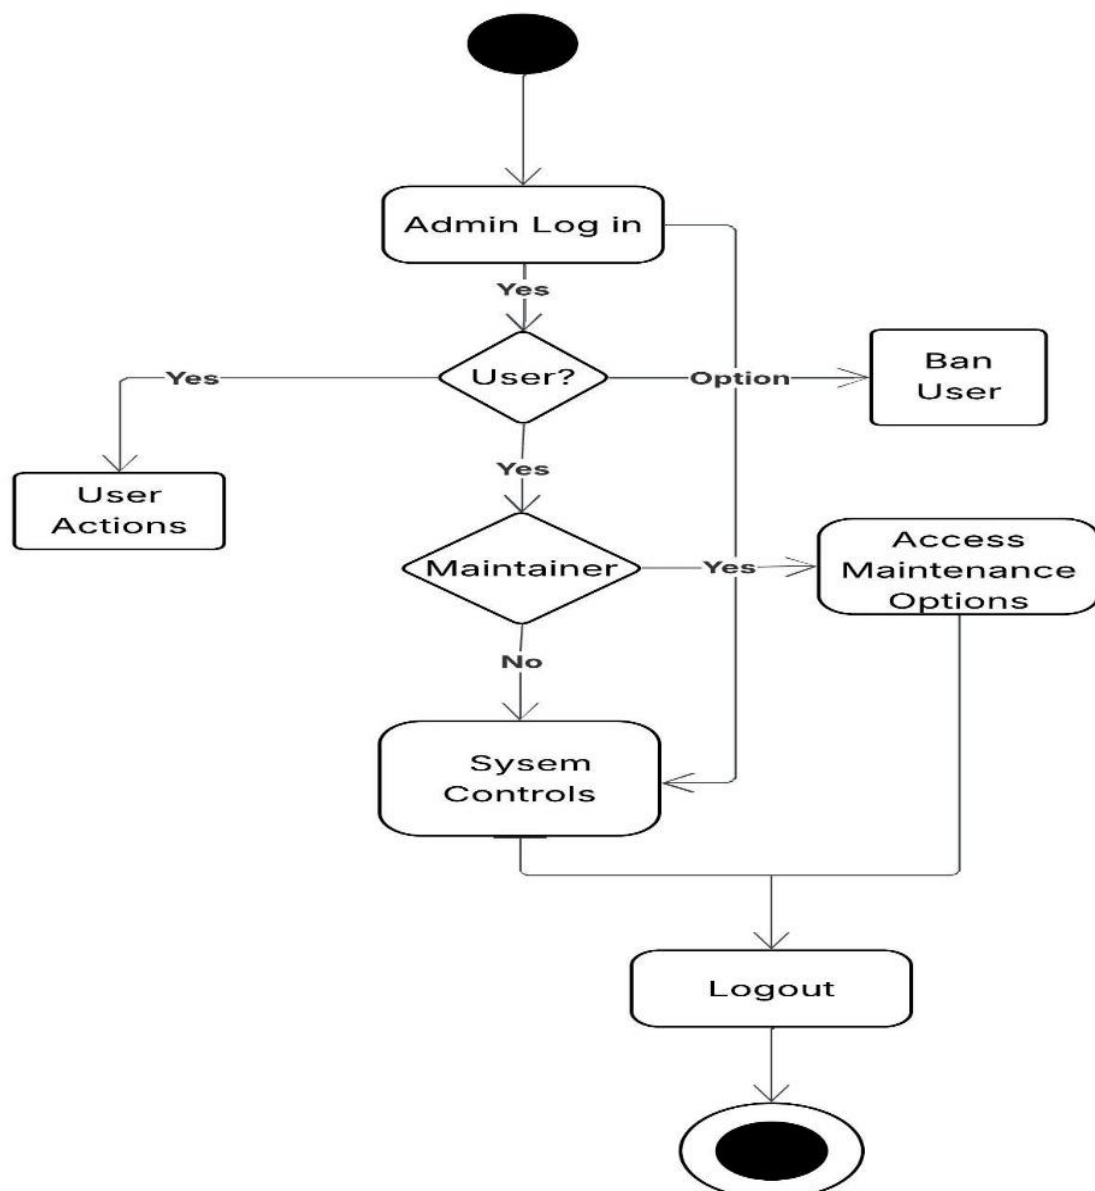 Admin Log in
Yes
Yes
User?
Option
Ban
User
User
Actions
Yes
Maintainer
Yes
Access
Maintenance
Options
No
Sysem
Controls
Logout